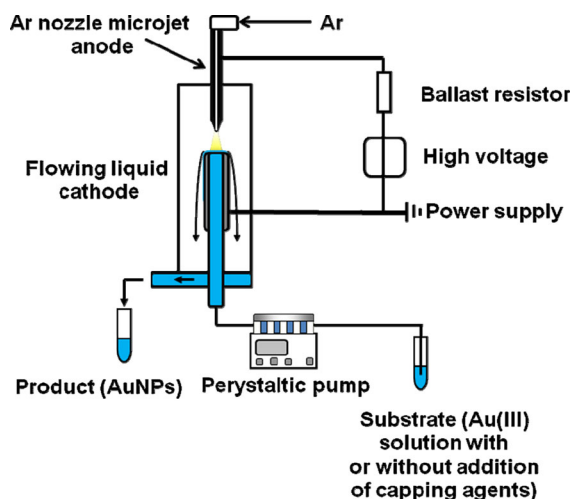 Ar nozzle microjet
anode
Ar
Ballast resistor
High voltage
Flowing liquid
cathode
Power supply
Product (AuNPs)
Perystaltic pump
Substrate (Au(III)
solution with
or without addition
of capping agents)